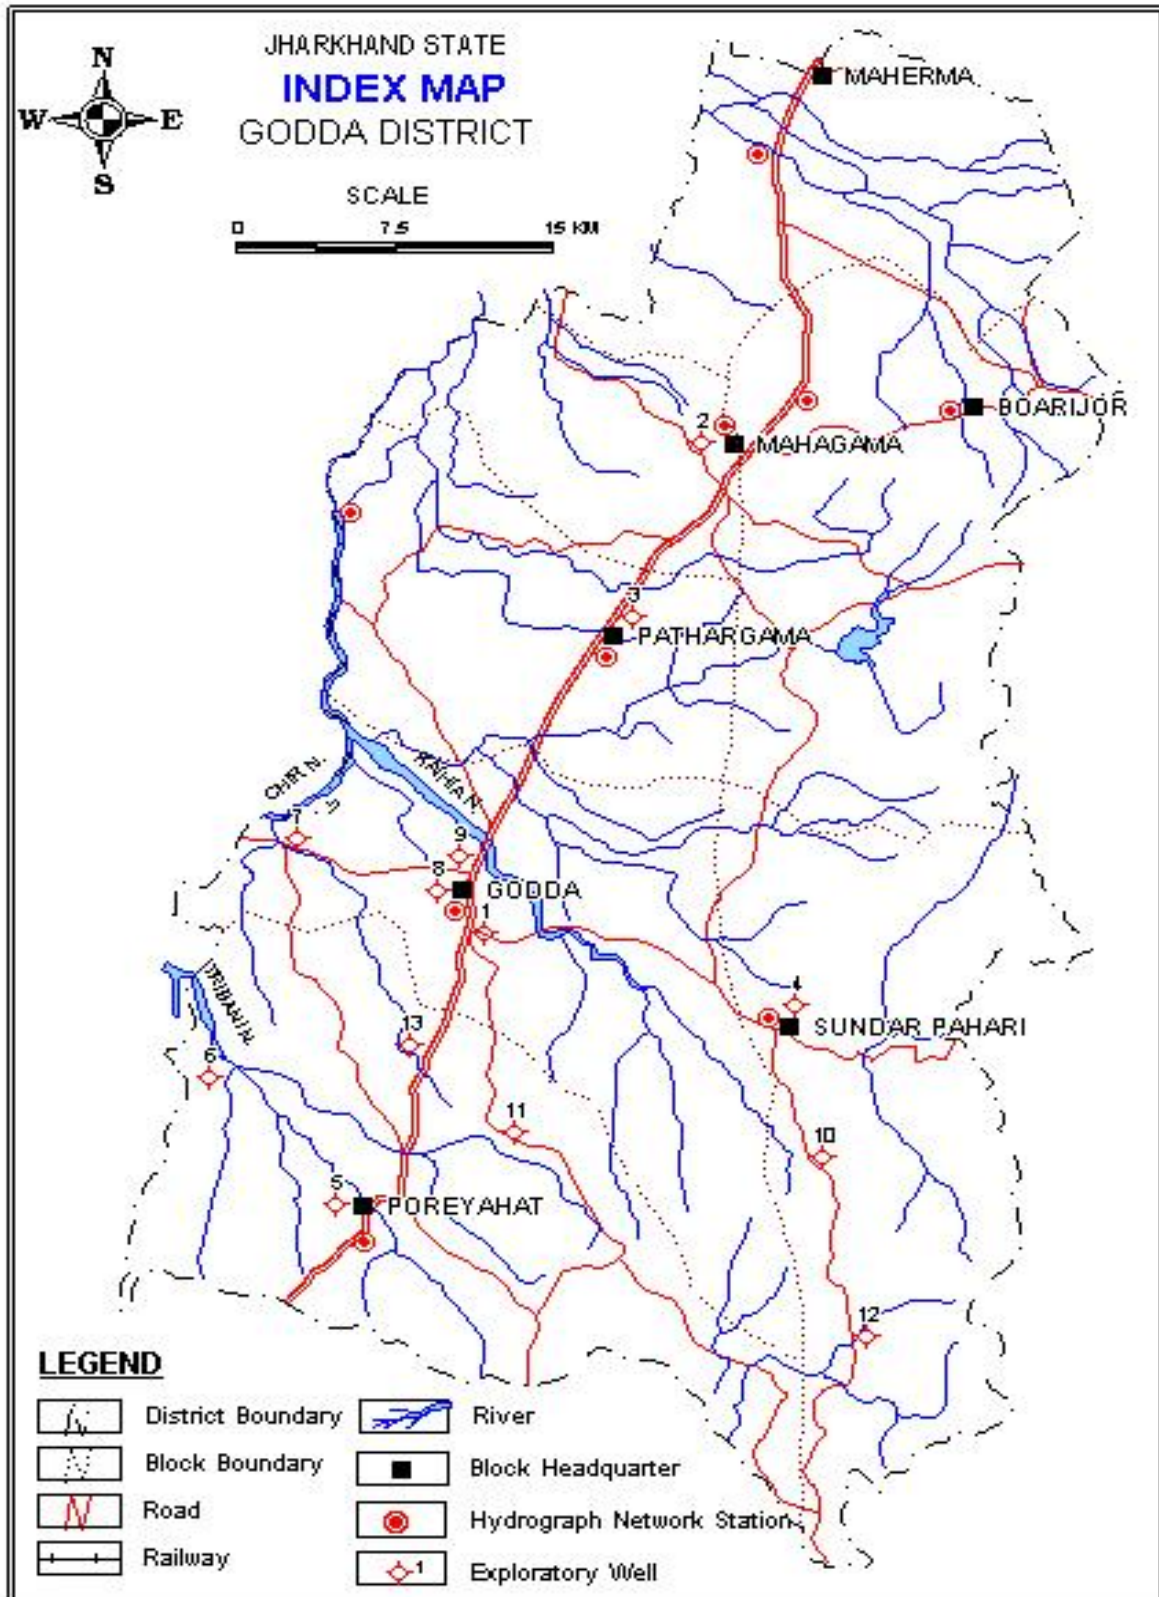 JHARKHAND STATE
INDEX MAP
GODDA DISTRICT
N
W E
S
SCALE
0 7.5 15 KM
MAHERMA
BOARIJOR
2
MAHAGAMA
3
PATHARGAMA
CHIR N.
7
9
8
GODDA
1
4
SUNDAR PAHARI
13
6
11
10
5
POREYAHAT
12
LEGEND
District Boundary
River
Block Boundary
Block Headquarter
Road
Hydrograph Network Station
Railway
1
Exploratory Well